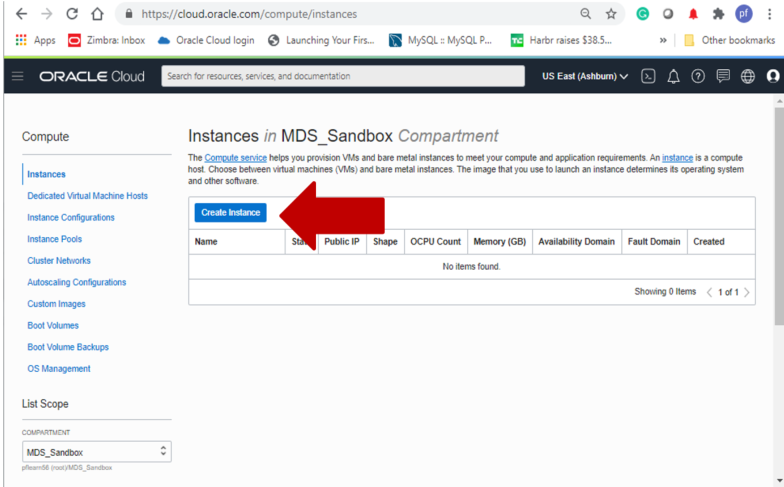 https://cloud.oracle.com/compute/instances
pf
Apps Zimbra: Inbox Oracle Cloud login Launching Your Firs... MySQL :: MySQL P... TC Harbr raises $38.5... » Other bookmarks
ORACLE Cloud Search for resources, services, and documentation US East (Ashburn)
Compute
Instances
Dedicated Virtual Machine Hosts
Instance Configurations
Instance Pools
Cluster Networks
Autoscaling Configurations
Custom Images
Boot Volumes
Boot Volume Backups
OS Management
List Scope
COMPARTMENT
MDS_Sandbox
pflearn56 (root)/MDS_Sandbox
Instances in MDS_Sandbox Compartment
The Compute service helps you provision VMs and bare metal instances to meet your compute and application requirements. An instance is a compute
host. Choose between virtual machines (VMs) and bare metal instances. The image that you use to launch an instance determines its operating system
and other software.
Create Instance
Name Public IP Shape OCPU Count Memory (GB) Availability Domain Fault Domain Created
No items found.
Showing 0 Items < 1 of 1 >